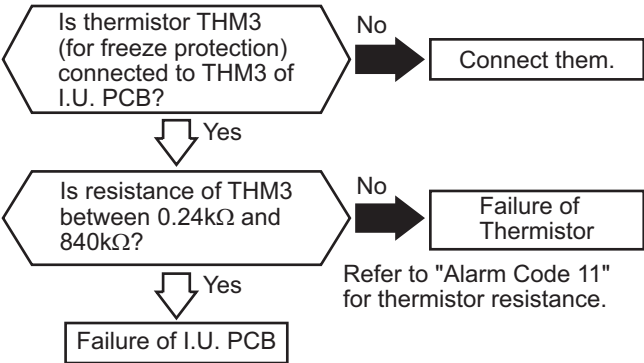 Is thermistor THM3
(for freeze protection)
connected to THM3 of
I.U. PCB?
No
Connect them.
Yes
Is resistance of THM3
between 0.24kΩ and
840kΩ?
No
Failure of
Thermistor
Refer to "Alarm Code 11"
for thermistor resistance.
Yes
Failure of I.U. PCB